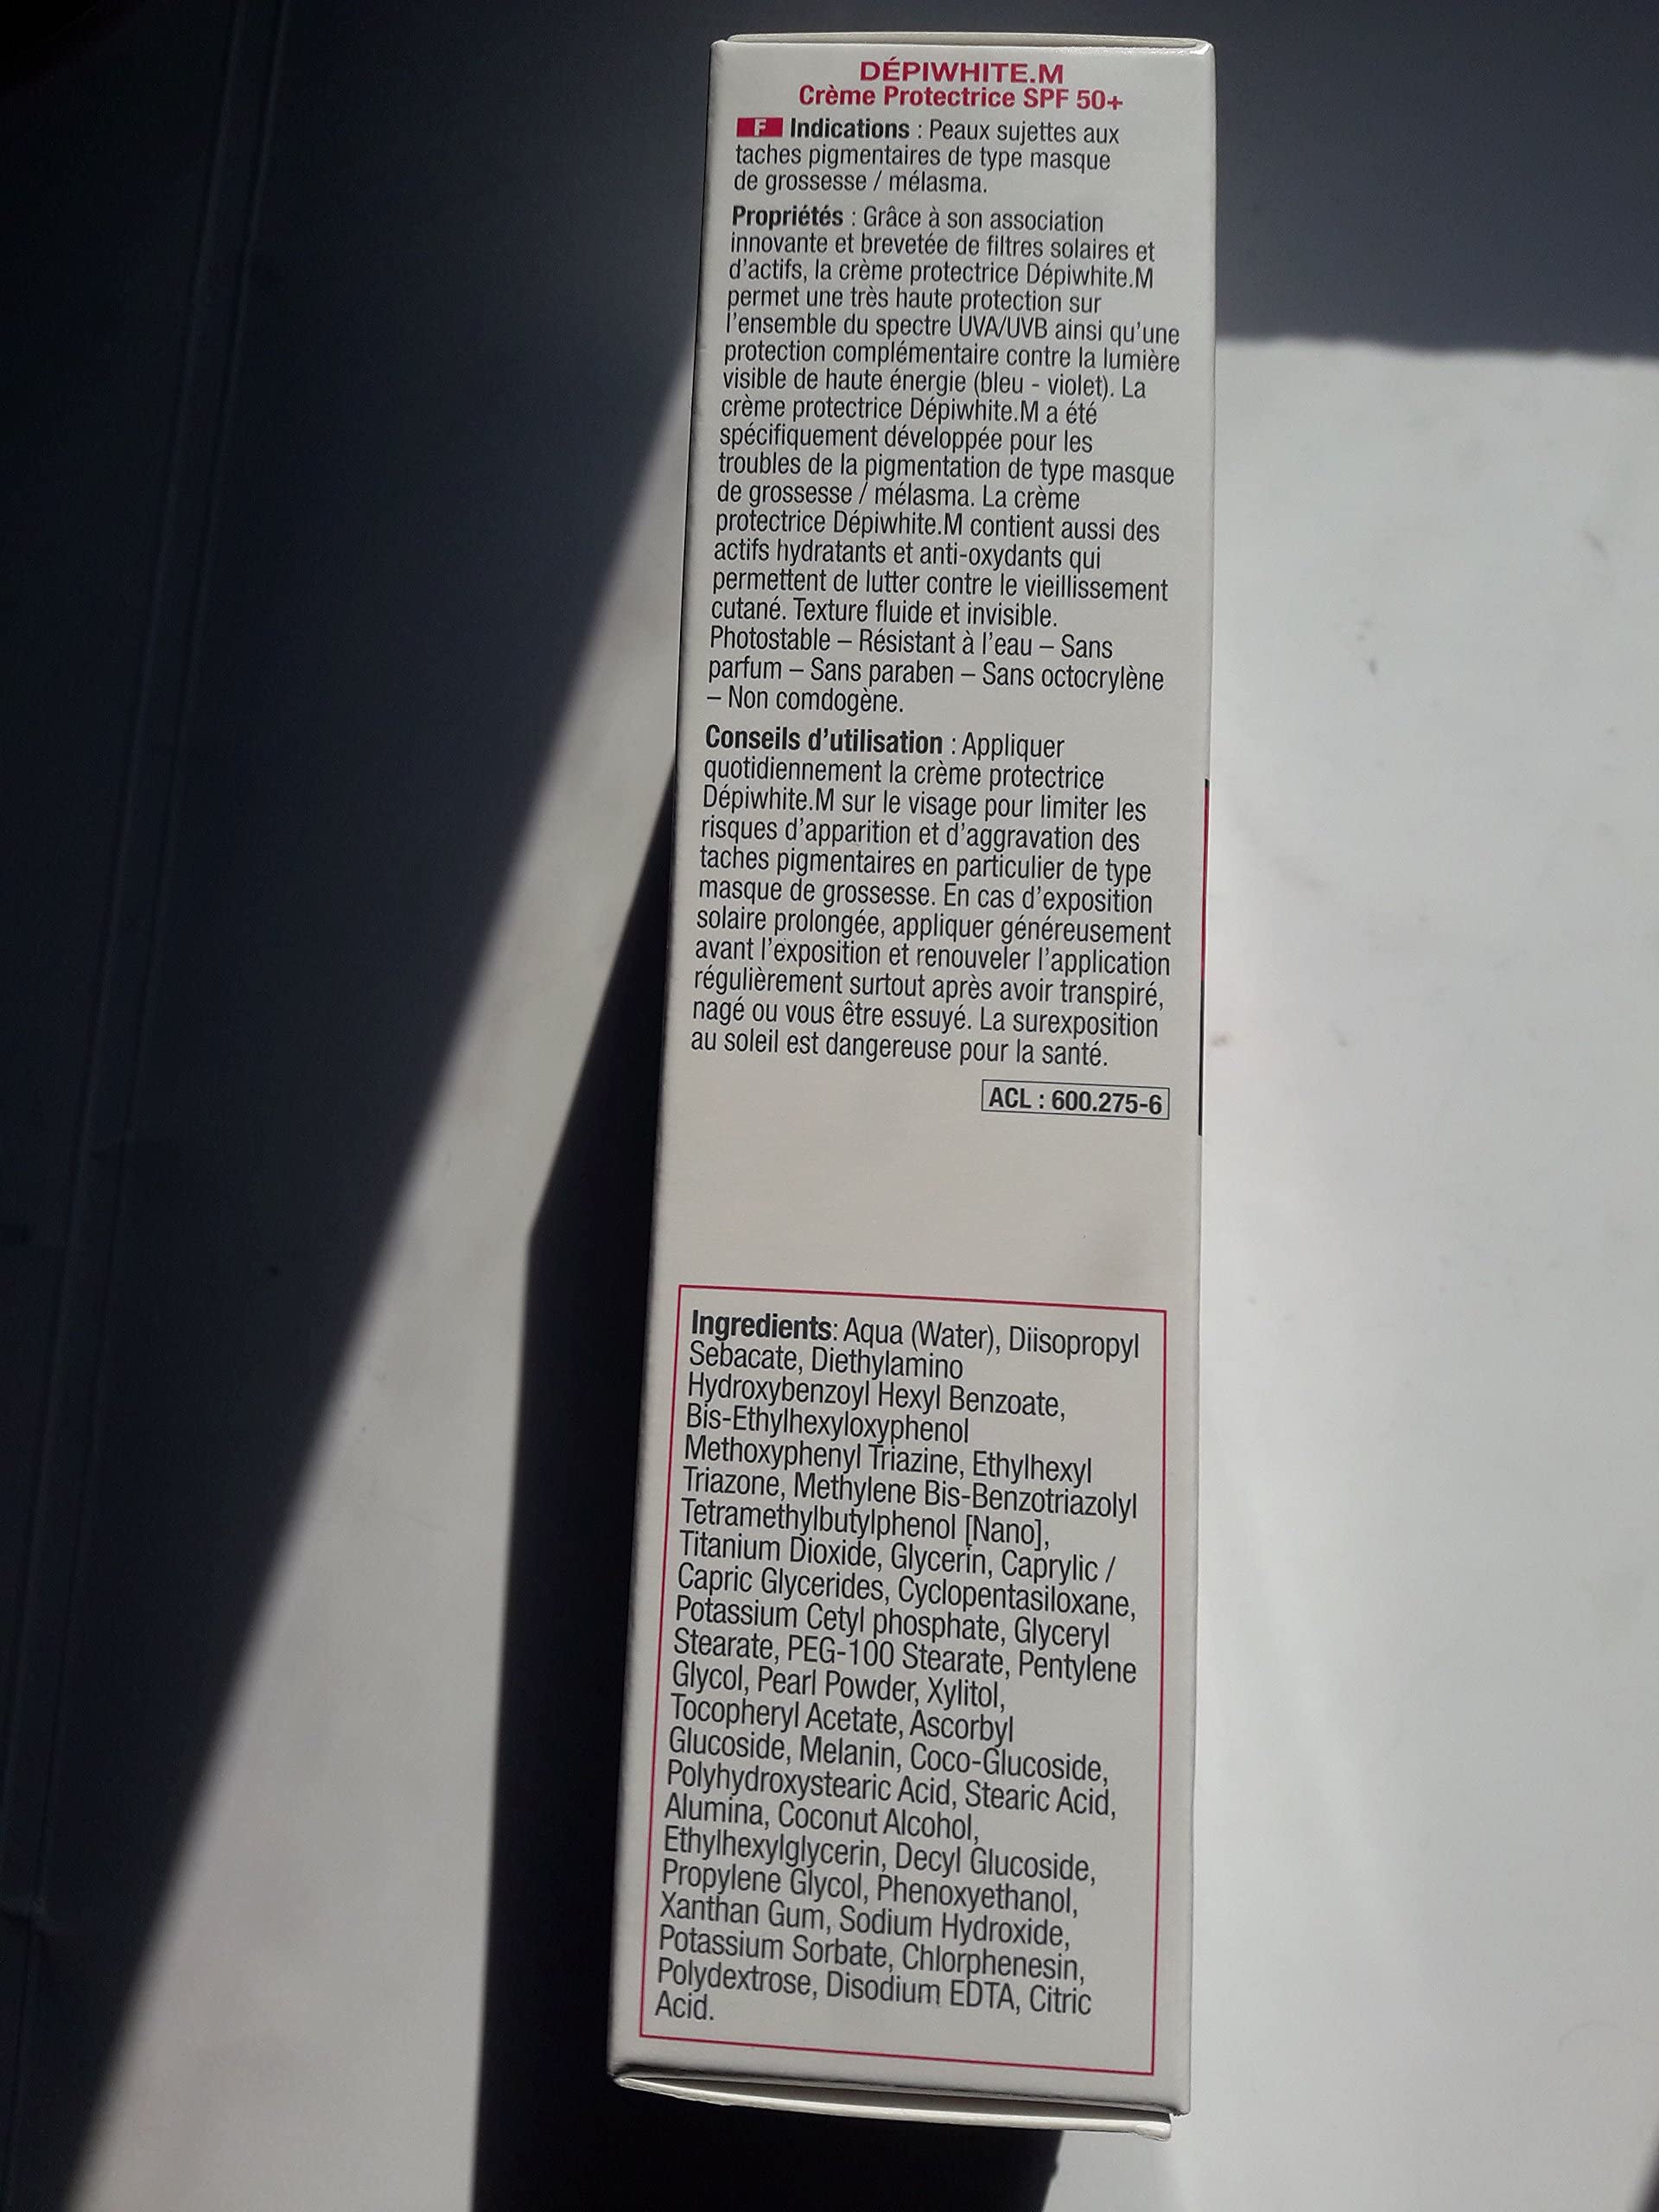 DÉPIWHITE.M
Crème Protectrice SPF 50+
F Indications : Peaux sujettes aux
taches pigmentaires de type masque
de grossesse / mélasma.
Propriétés : Grâce à son association
innovante et brevetée de filtres solaires et
d'actifs, la crème protectrice Dépiwhite.M
permet une très haute protection sur
l'ensemble du spectre UVA/UVB ainsi qu'une
protection complémentaire contre la lumière
visible de haute énergie (bleu - violet). La
crème protectrice Dépiwhite.M a été
spécifiquement développée pour les
troubles de la pigmentation de type masque
de grossesse / mélasma. La crème
protectrice Dépiwhite.M contient aussi des
actifs hydratants et anti-oxydants qui
permettent de lutter contre le vieillissement
cutané. Texture fluide et invisible.
Photostable – Résistant à l'eau – Sans
parfum – Sans paraben – Sans octocrylène
– Non comdogène.
Conseils d'utilisation : Appliquer
quotidiennement la crème protectrice
Dépiwhite.M sur le visage pour limiter les
risques d'apparition et d'aggravation des
taches pigmentaires en particulier de type
masque de grossesse. En cas d'exposition
solaire prolongée, appliquer généreusement
avant l'exposition et renouveler l'application
régulièrement surtout après avoir transpiré,
nagé ou vous être essuyé. La surexposition
au soleil est dangereuse pour la santé.
ACL : 600.275-6
Ingredients: Aqua (Water), Diisopropyl
Sebacate, Diethylamino
Hydroxybenzoyl Hexyl Benzoate,
Bis-Ethylhexyloxyphenol
Methoxyphenyl Triazine, Ethylhexyl
Triazone, Methylene Bis-Benzotriazolyl
Tetramethylbutylphenol [Nano],
Titanium Dioxide, Glycerin, Caprylic /
Capric Glycerides, Cyclopentasiloxane,
Potassium Cetyl phosphate, Glyceryl
Stearate, PEG-100 Stearate, Pentylene
Glycol, Pearl Powder, Xylitol,
Tocopheryl Acetate, Ascorbyl
Glucoside, Melanin, Coco-Glucoside,
Polyhydroxystearic Acid, Stearic Acid,
Alumina, Coconut Alcohol,
Ethylhexylglycerin, Decyl Glucoside,
Propylene Glycol, Phenoxyethanol,
Xanthan Gum, Sodium Hydroxide,
Potassium Sorbate, Chlorphenesin,
Polydextrose, Disodium EDTA, Citric
Acid.